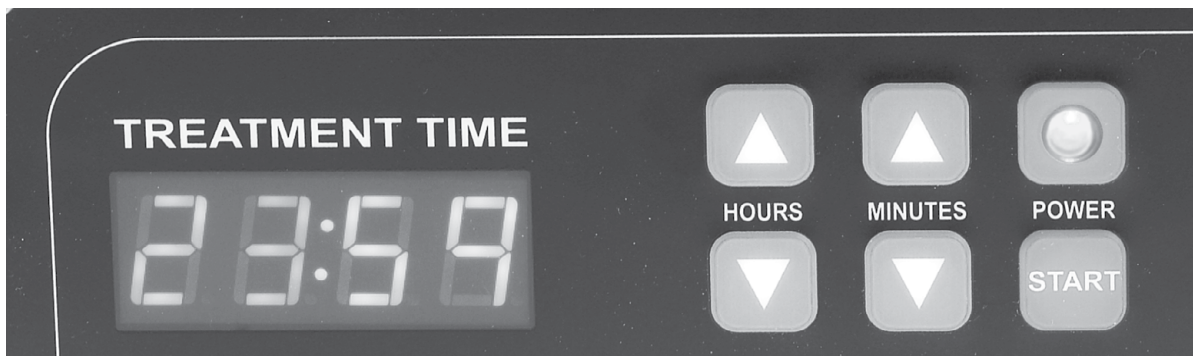 TREATMENT TIME
23:59
HOURS
MINUTES
POWER
START